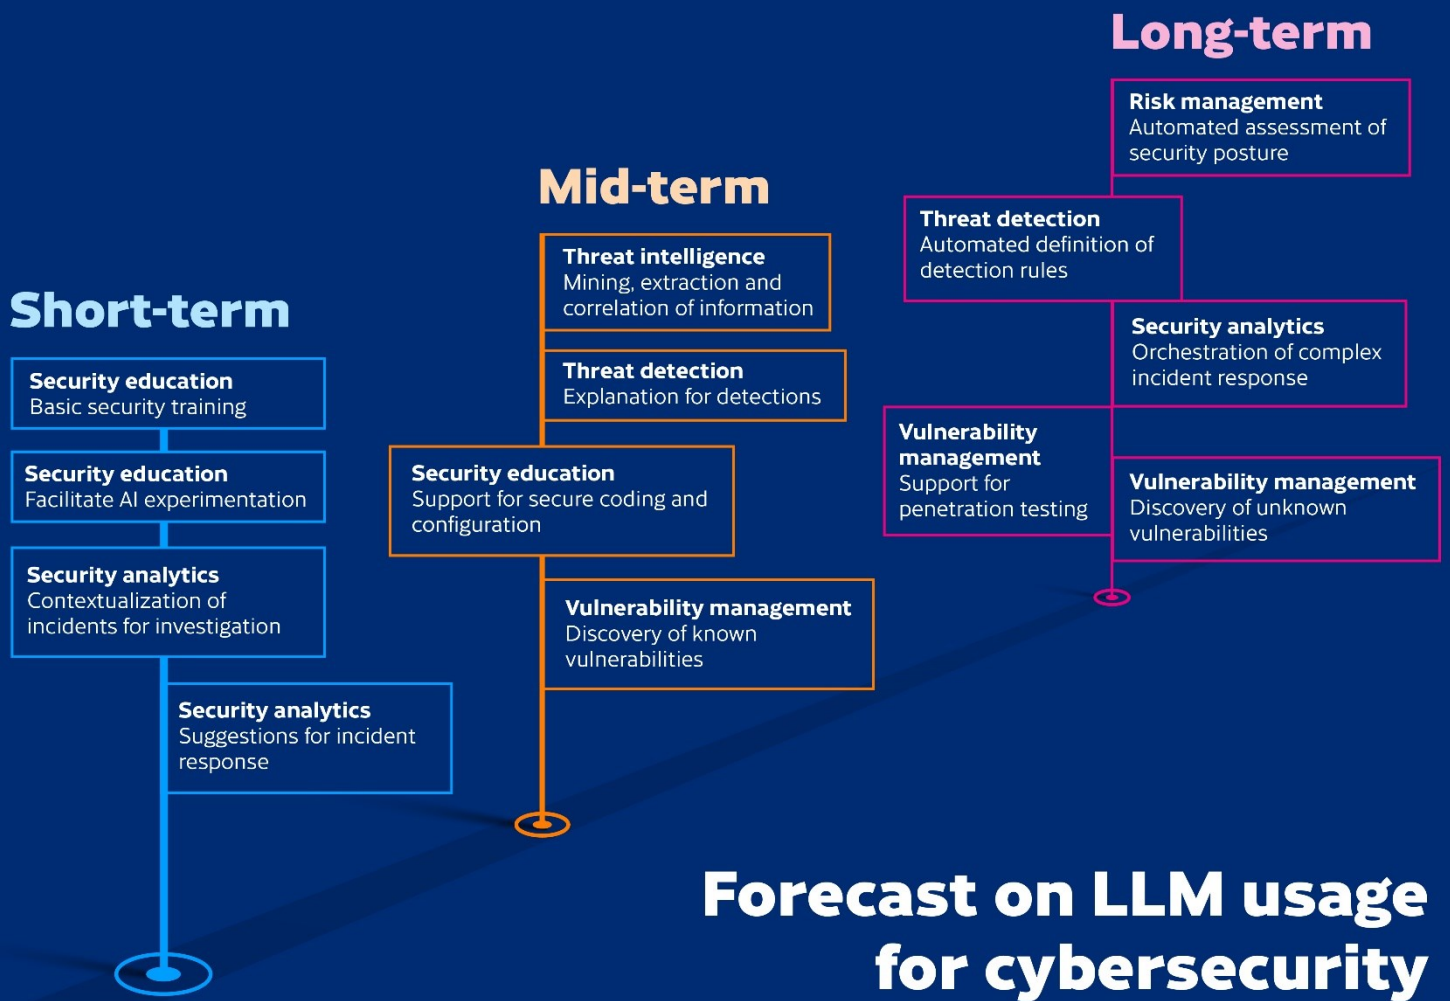 Short-term
Security education
Basic security training
Security education
Facilitate AI experimentation
Security analytics
Contextualization of
incidents for investigation
Security analytics
Suggestions for incident
response
Mid-term
Threat intelligence
Mining, extraction and
correlation of information
Threat detection
Explanation for detections
Security education
Support for secure coding and
configuration
Vulnerability management
Discovery of known
vulnerabilities
Long-term
Risk management
Automated assessment of
security posture
Threat detection
Automated definition of
detection rules
Security analytics
Orchestration of complex
incident response
Vulnerability
management
Support for
penetration testing
Vulnerability management
Discovery of unknown
vulnerabilities
Forecast on LLM usage
for cybersecurity